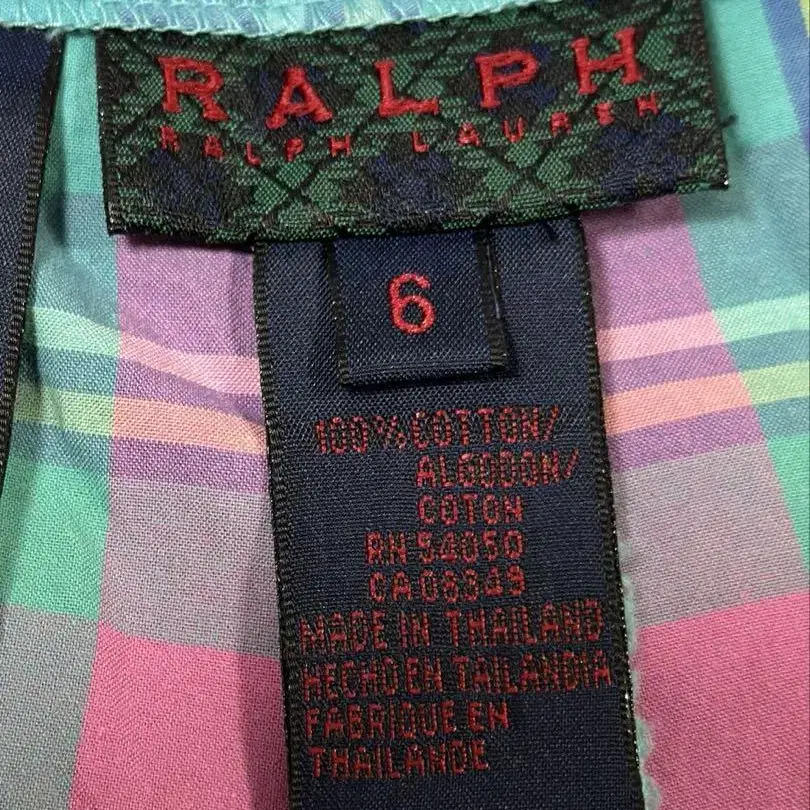 RALPH
RALPH LAUREN
6
100% COTTON/
ALGODON/
COTON
RN 54050
CA 06349
MADE IN THAILAND
HECHO EN TAILANDIA
FABRIQUE EN
THAILANDE